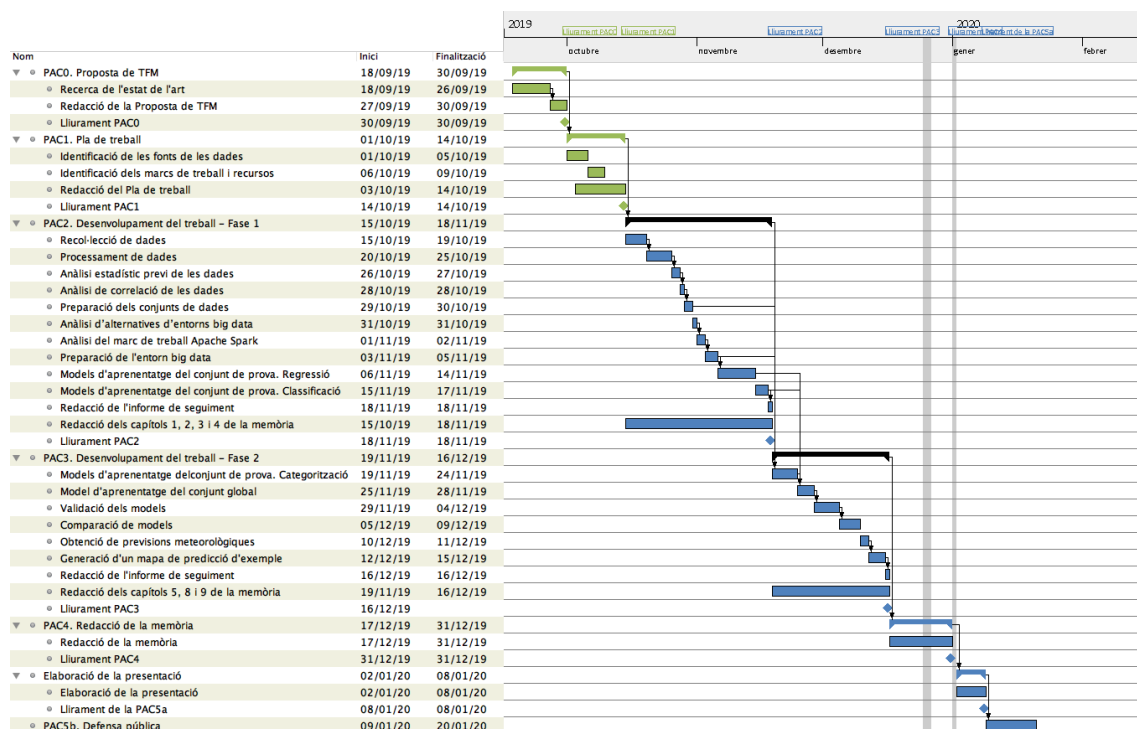 2019 2020
Lliurament PAC0 Lliurament PAC1 Lliurament PAC2 Lliurament PAC3 Lliurament de la PAC5a
Nom Inici Finalització octubre novembre desembre gener febrer
PAC0. Proposta de TFM 18/09/19 30/09/19
Recerca de l'estat de l'art 18/09/19 26/09/19
Redacció de la Proposta de TFM 27/09/19 30/09/19
Lliurament PAC0 30/09/19 30/09/19
PAC1. Pla de treball 01/10/19 14/10/19
Identificació de les fonts de les dades 01/10/19 05/10/19
Identificació dels marcs de treball i recursos 06/10/19 09/10/19
Redacció del Pla de treball 03/10/19 14/10/19
Lliurament PAC1 14/10/19 14/10/19
PAC2. Desenvolupament del treball – Fase 1 15/10/19 18/11/19
Recol·lecció de dades 15/10/19 19/10/19
Processament de dades 20/10/19 25/10/19
Anàlisi estadístic previ de les dades 26/10/19 27/10/19
Anàlisi de correlació de les dades 28/10/19 28/10/19
Preparació dels conjunts de dades 29/10/19 30/10/19
Anàlisi d'alternatives d'entorns big data 31/10/19 31/10/19
Anàlisi del marc de treball Apache Spark 01/11/19 02/11/19
Preparació de l'entorn big data 03/11/19 05/11/19
Models d'aprenentatge del conjunt de prova. Regressió 06/11/19 14/11/19
Models d'aprenentatge del conjunt de prova. Classificació 15/11/19 17/11/19
Redacció de l'informe de seguiment 18/11/19 18/11/19
Redacció dels capítols 1, 2, 3 i 4 de la memòria 15/10/19 18/11/19
Lliurament PAC2 18/11/19 18/11/19
PAC3. Desenvolupament del treball – Fase 2 19/11/19 16/12/19
Models d'aprenentatge delconjunt de prova. Categorització 19/11/19 24/11/19
Model d'aprenentatge del conjunt global 25/11/19 28/11/19
Validació dels models 29/11/19 04/12/19
Comparació de models 05/12/19 09/12/19
Obtenció de previsions meteorològiques 10/12/19 11/12/19
Generació d'un mapa de predicció d'exemple 12/12/19 15/12/19
Redacció de l'informe de seguiment 16/12/19 16/12/19
Redacció dels capítols 5, 8 i 9 de la memòria 19/11/19 16/12/19
Lliurament PAC3 16/12/19
PAC4. Redacció de la memòria 17/12/19 31/12/19
Redacció de la memòria 17/12/19 31/12/19
Lliurament PAC4 31/12/19 31/12/19
Elaboració de la presentació 02/01/20 08/01/20
Elaboració de la presentació 02/01/20 08/01/20
Llirament de la PAC5a 08/01/20 08/01/20
PAC5b. Defensa pública 09/01/20 20/01/20